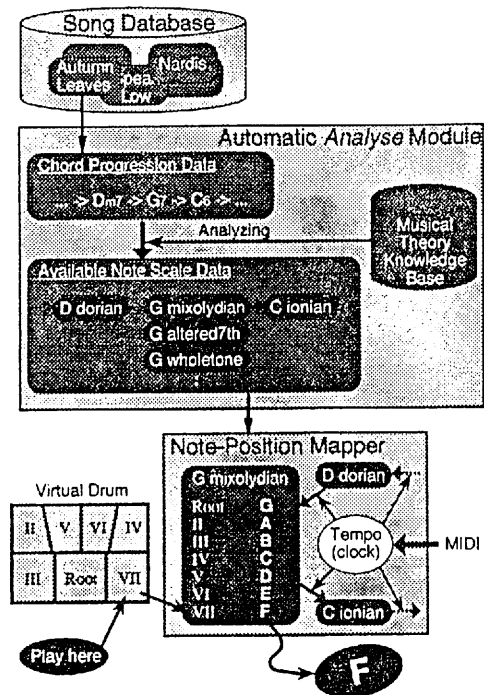 Song Database
Autumn
Leaves
Nardis
Low
Automatic Analyse Module
Chord Progression Data
... -> Dm7 -> G7 -> C6 -> ...
Analyzing
Musical
Theory
Knowledge
Base
Available Note Scale Data
D dorian
G mixolydian
C ionian
G altered7th
G wholetone
Note-Position Mapper
G mixolydian
D dorian
Root G
II A
III B
IV C
V D
VI E
VII F
Tempo
(clock)
MIDI
C ionian
Virtual Drum
II V VI IV
III Root VII
Play here
F